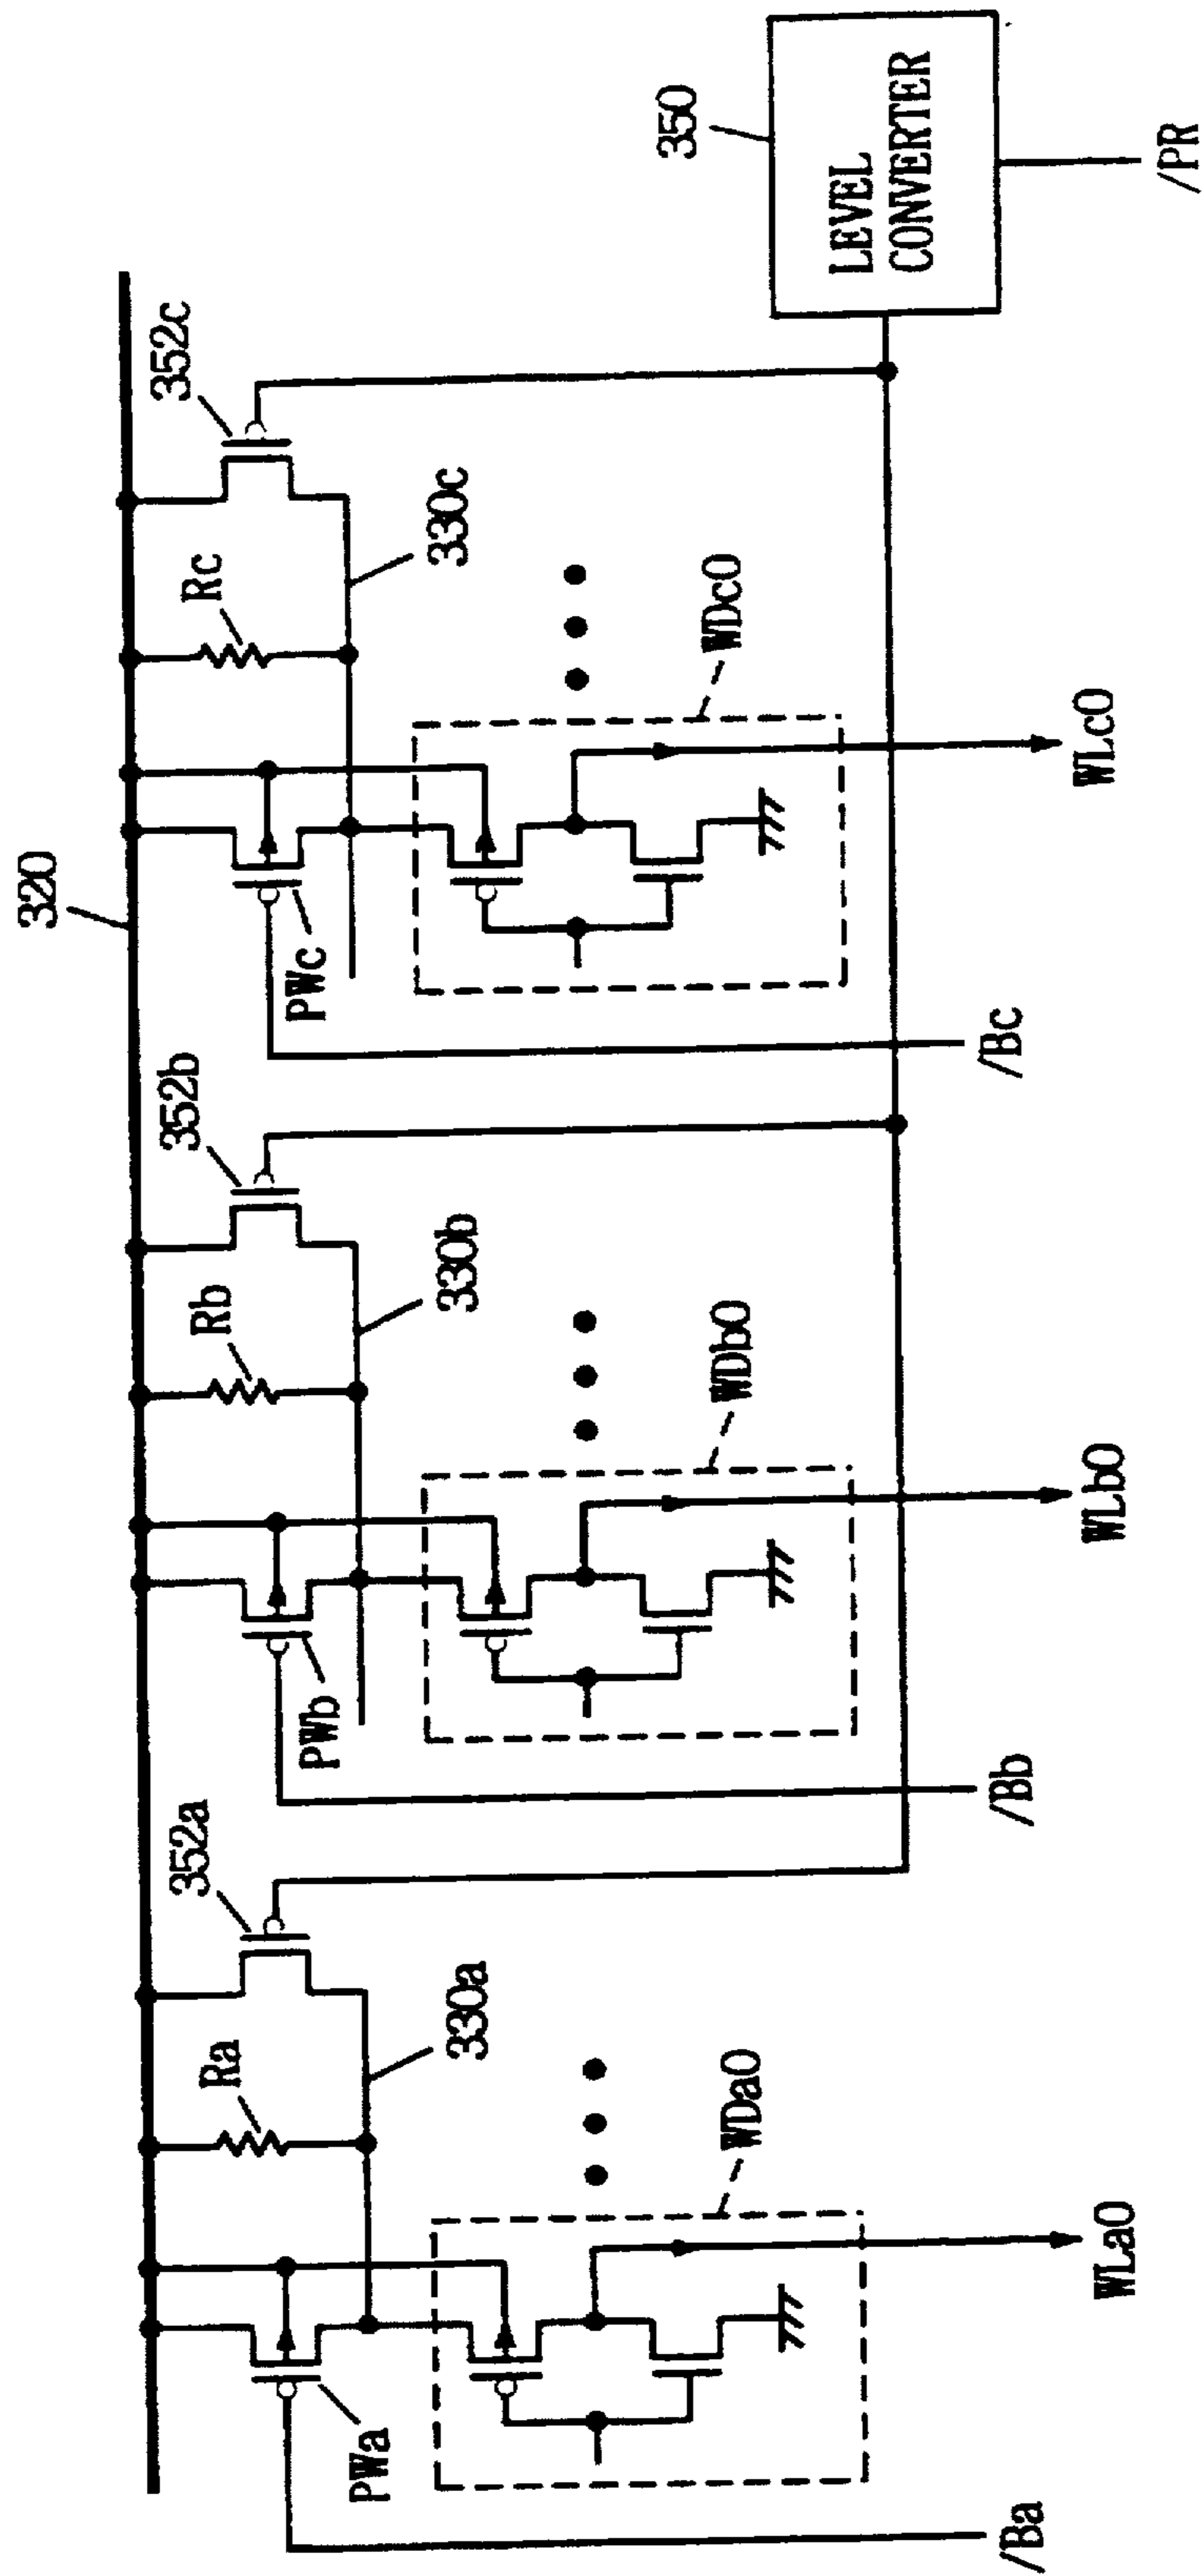 320
352a
352b
352c
Ra
Rb
Rc
350
PWa
PWb
PWc
330a
330b
330c
LEVEL
CONVERTER
WDa0
WDb0
WDc0
/Ba
/Bb
/Bc
/PR
WLa0
WLb0
WLc0